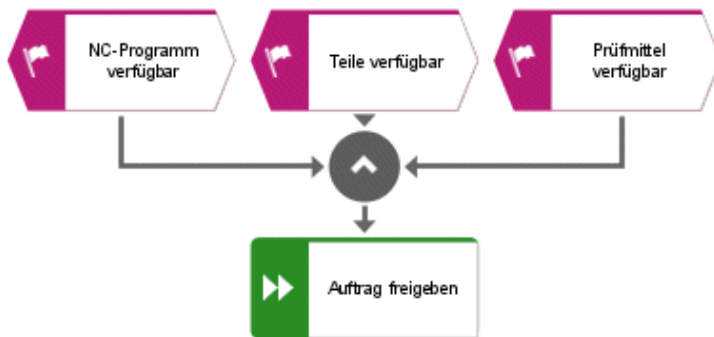 NC-Programm
verfügbar
Teile verfügbar
Prüfmittel
verfügbar
Auftrag freigeben